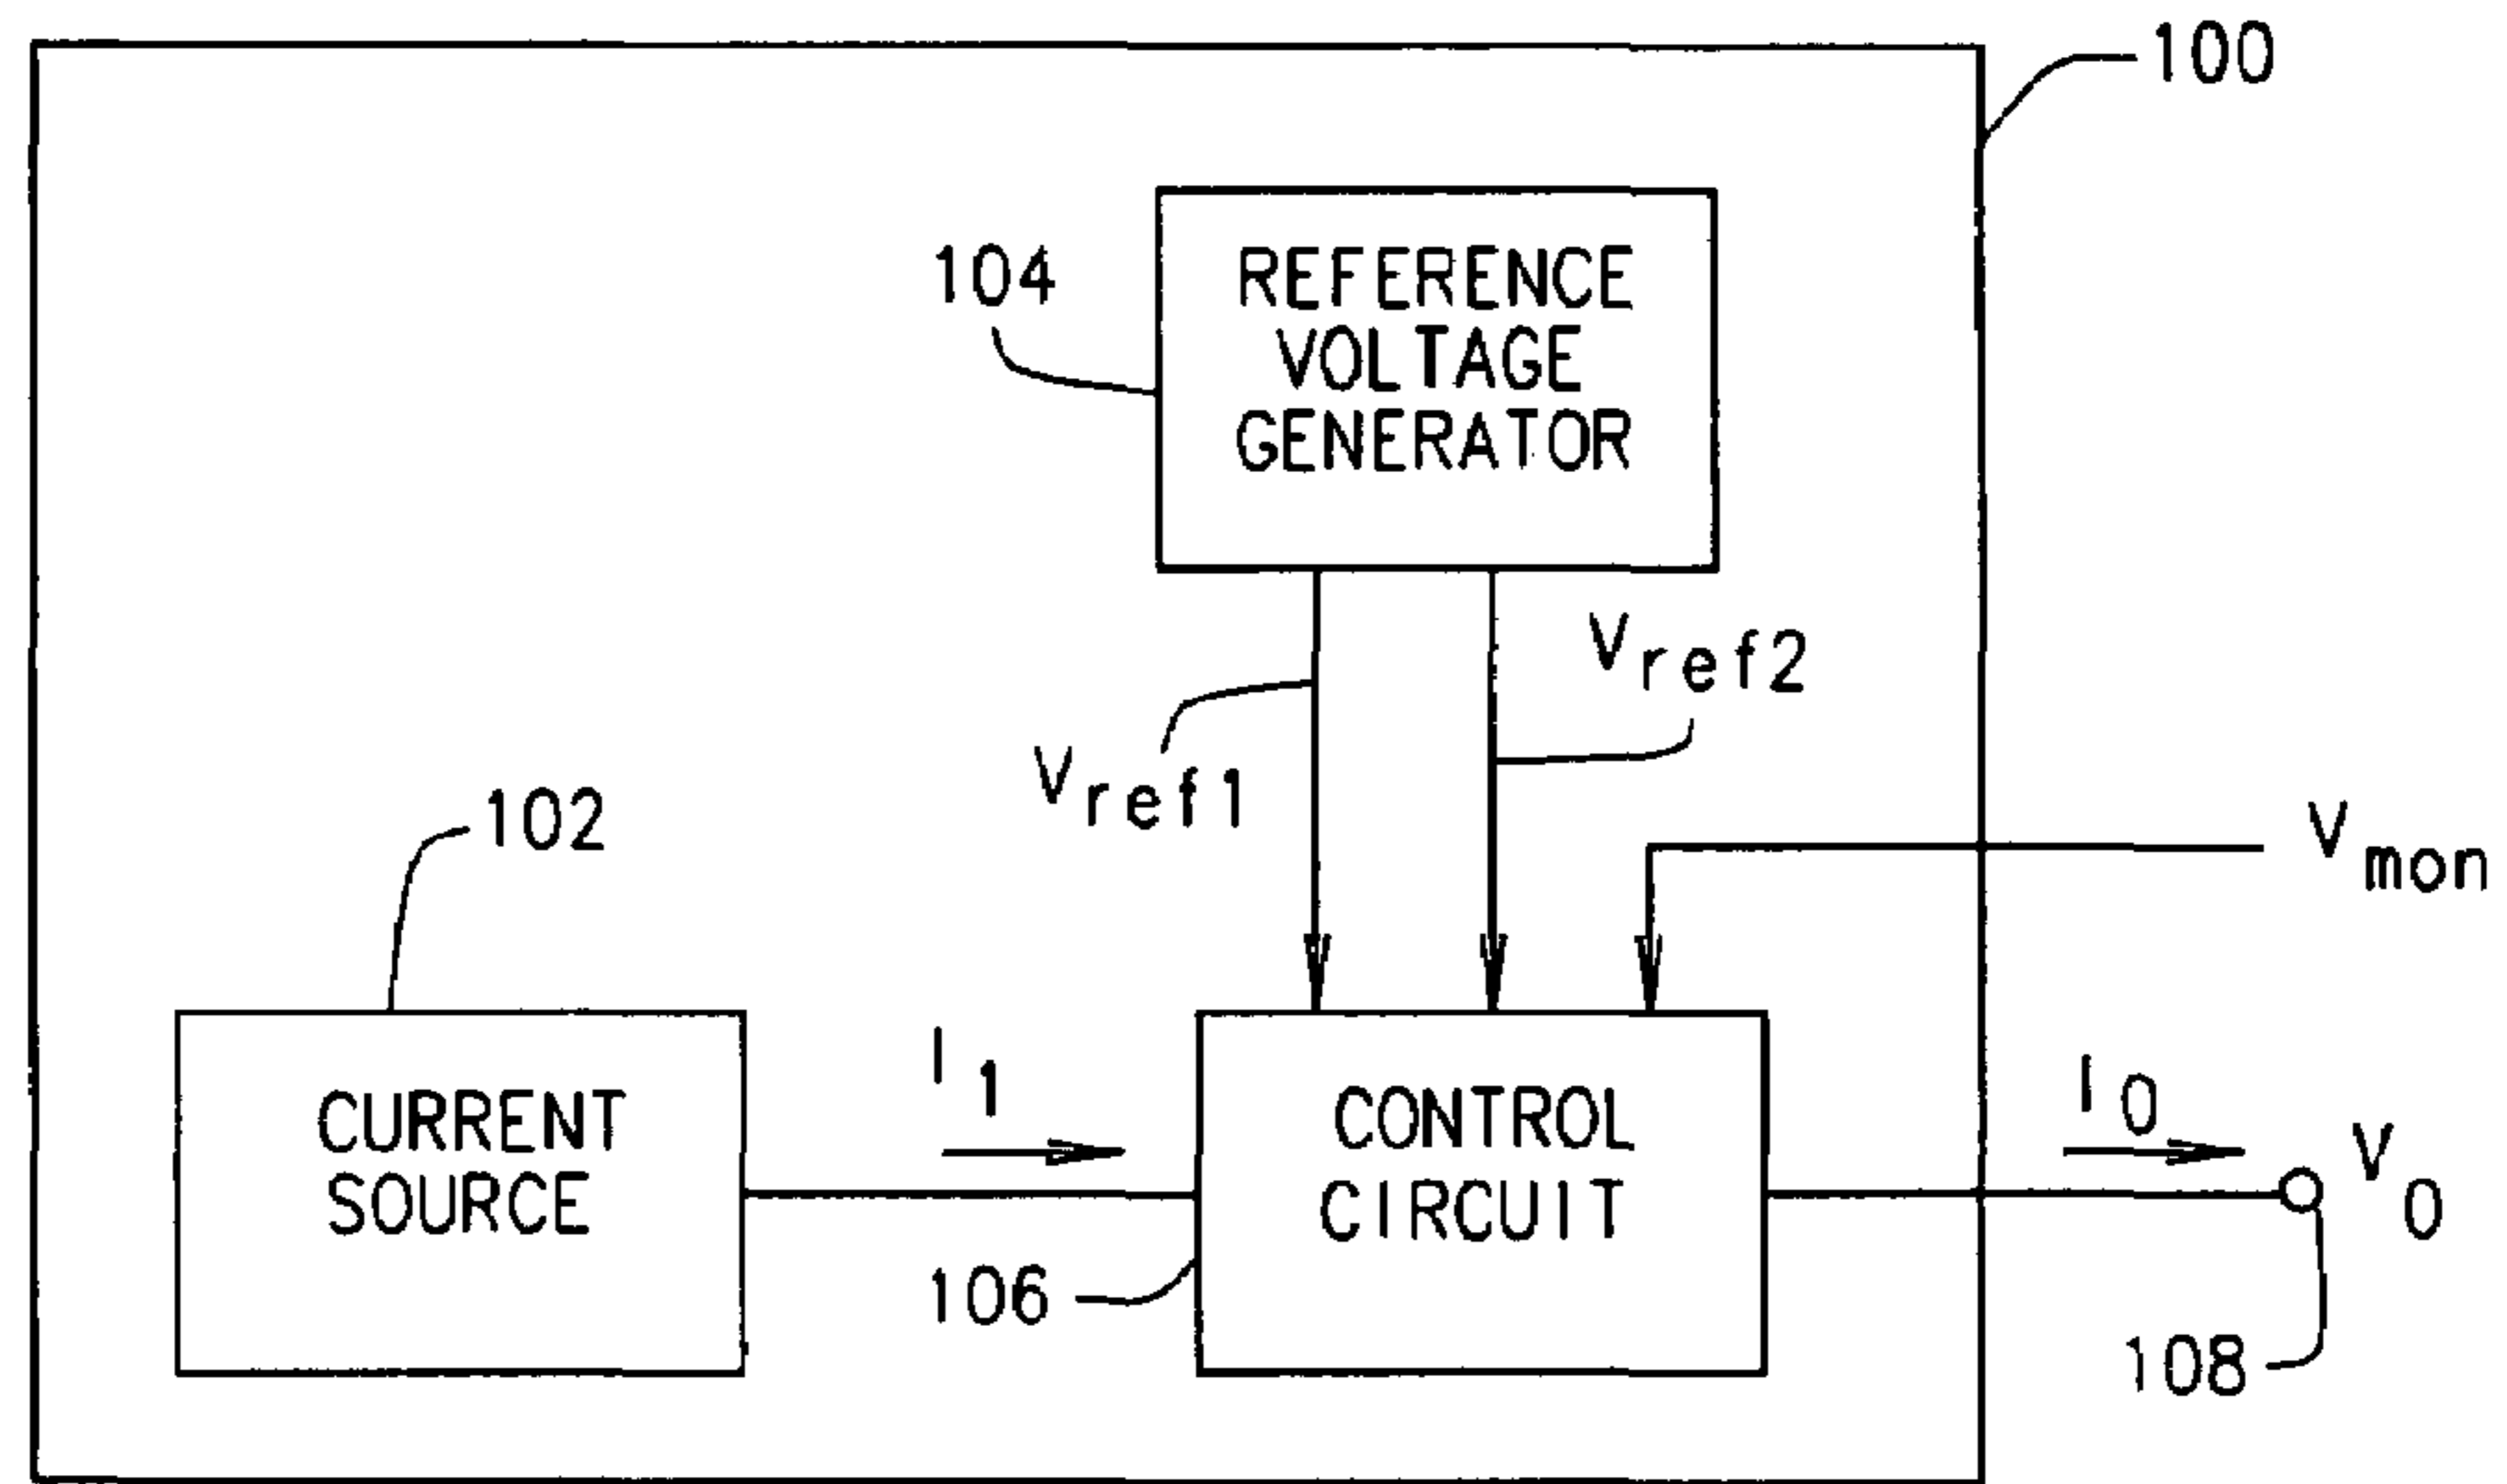 100
104
REFERENCE
VOLTAGE
GENERATOR
Vref2
Vref1
102
Vmon
I1
I0
CURRENT
SOURCE
CONTROL
CIRCUIT
V0
106
108